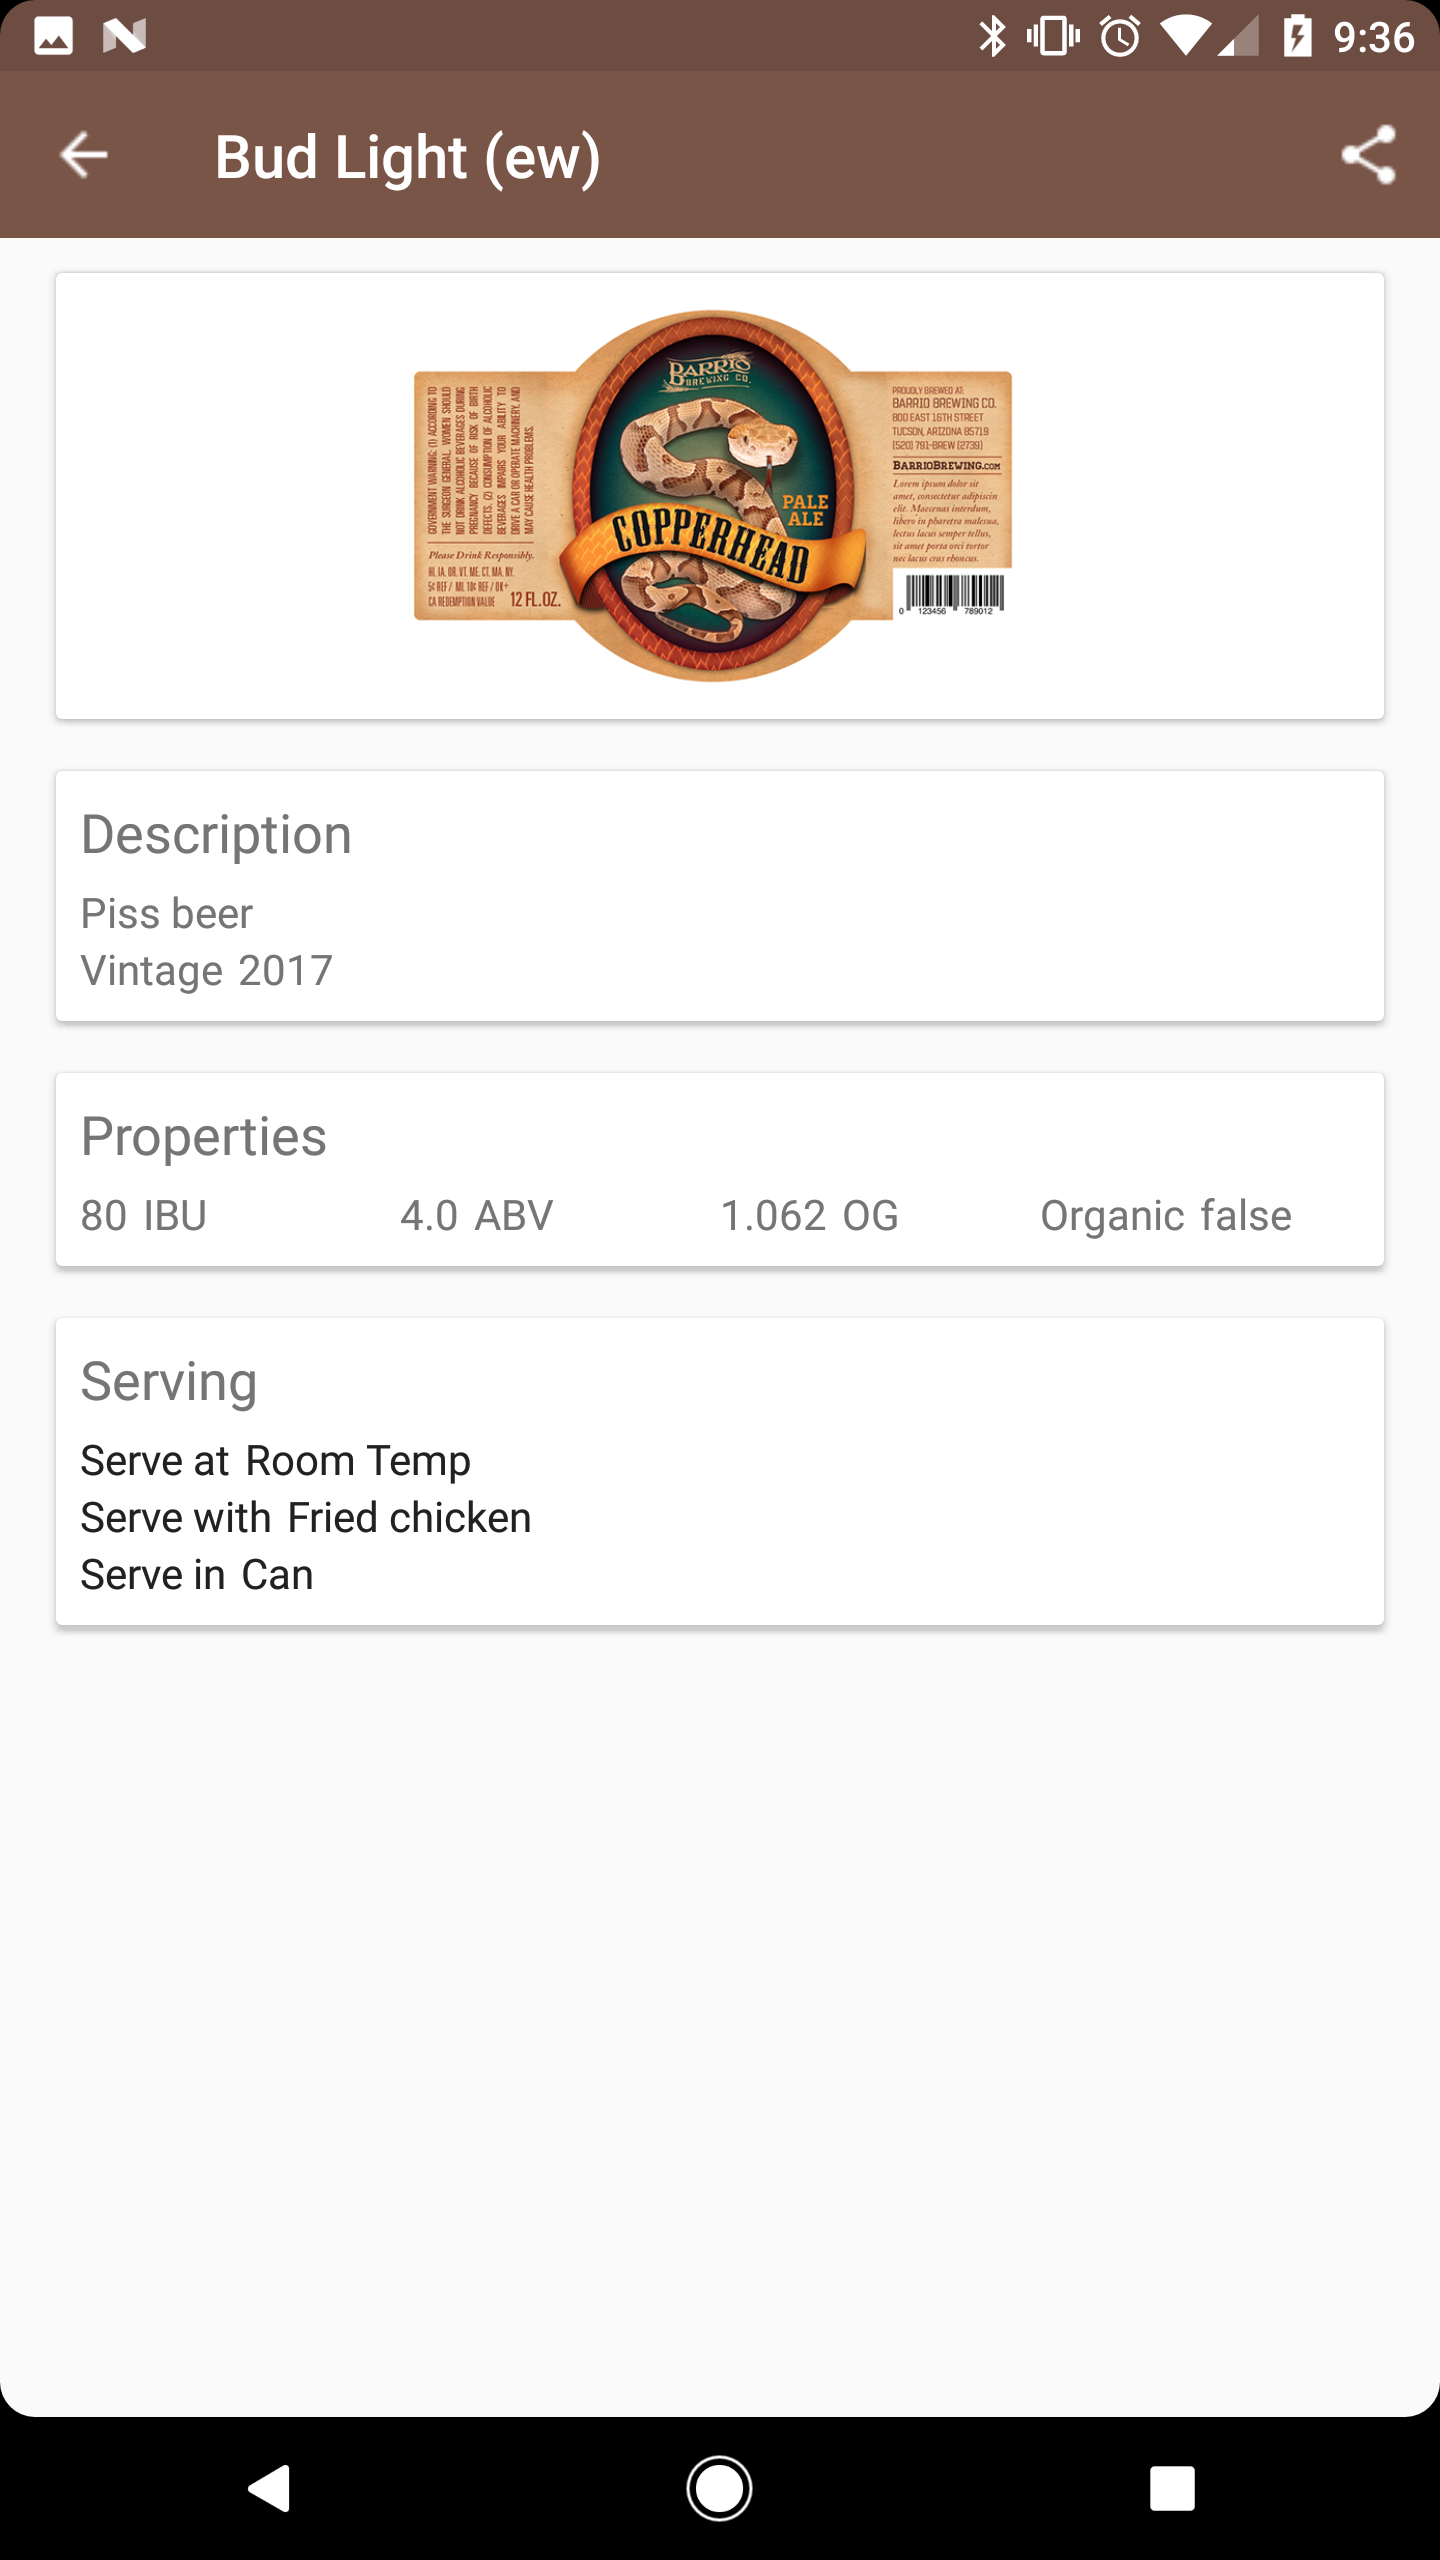 9:36
Bud Light (ew)
BARRIO
BREWING CO.
PALE
ALE
COPPERHEAD
GOVERNMENT WARNING: (1) ACCORDING TO
THE SURGEON GENERAL, WOMEN SHOULD
NOT DRINK ALCOHOLIC BEVERAGES DURING
PREGNANCY BECAUSE OF RISK OF BIRTH
DEFECTS. (2) CONSUMPTION OF ALCOHOLIC
BEVERAGES IMPAIRS YOUR ABILITY TO
DRIVE A CAR OR OPERATE MACHINERY, AND
MAY CAUSE HEALTH PROBLEMS.
Please Drink Responsibly.
HI, IA, OR, VT, ME, CT, MA, NY,
5¢ REF / MI, 10¢ REF / OK+
CA REDEMPTION VALUE 12 FL.OZ.
PROUDLY BREWED AT:
BARRIO BREWING CO.
800 EAST 16TH STREET
TUCSON, ARIZONA 85719
(520) 791-BREW (2739)
BARRIOBREWING.COM
Lorem ipsum dolor sit
amet, consectetur adipiscin
elit. Maecenas interdum,
libero in pharetra malesua,
lectus lacus semper tellus,
sit amet porta orci tortor
nec lacus cras rhoncus.
0 123456 789012
Description
Piss beer
Vintage 2017
Properties
80 IBU 4.0 ABV 1.062 OG Organic false
Serving
Serve at Room Temp
Serve with Fried chicken
Serve in Can